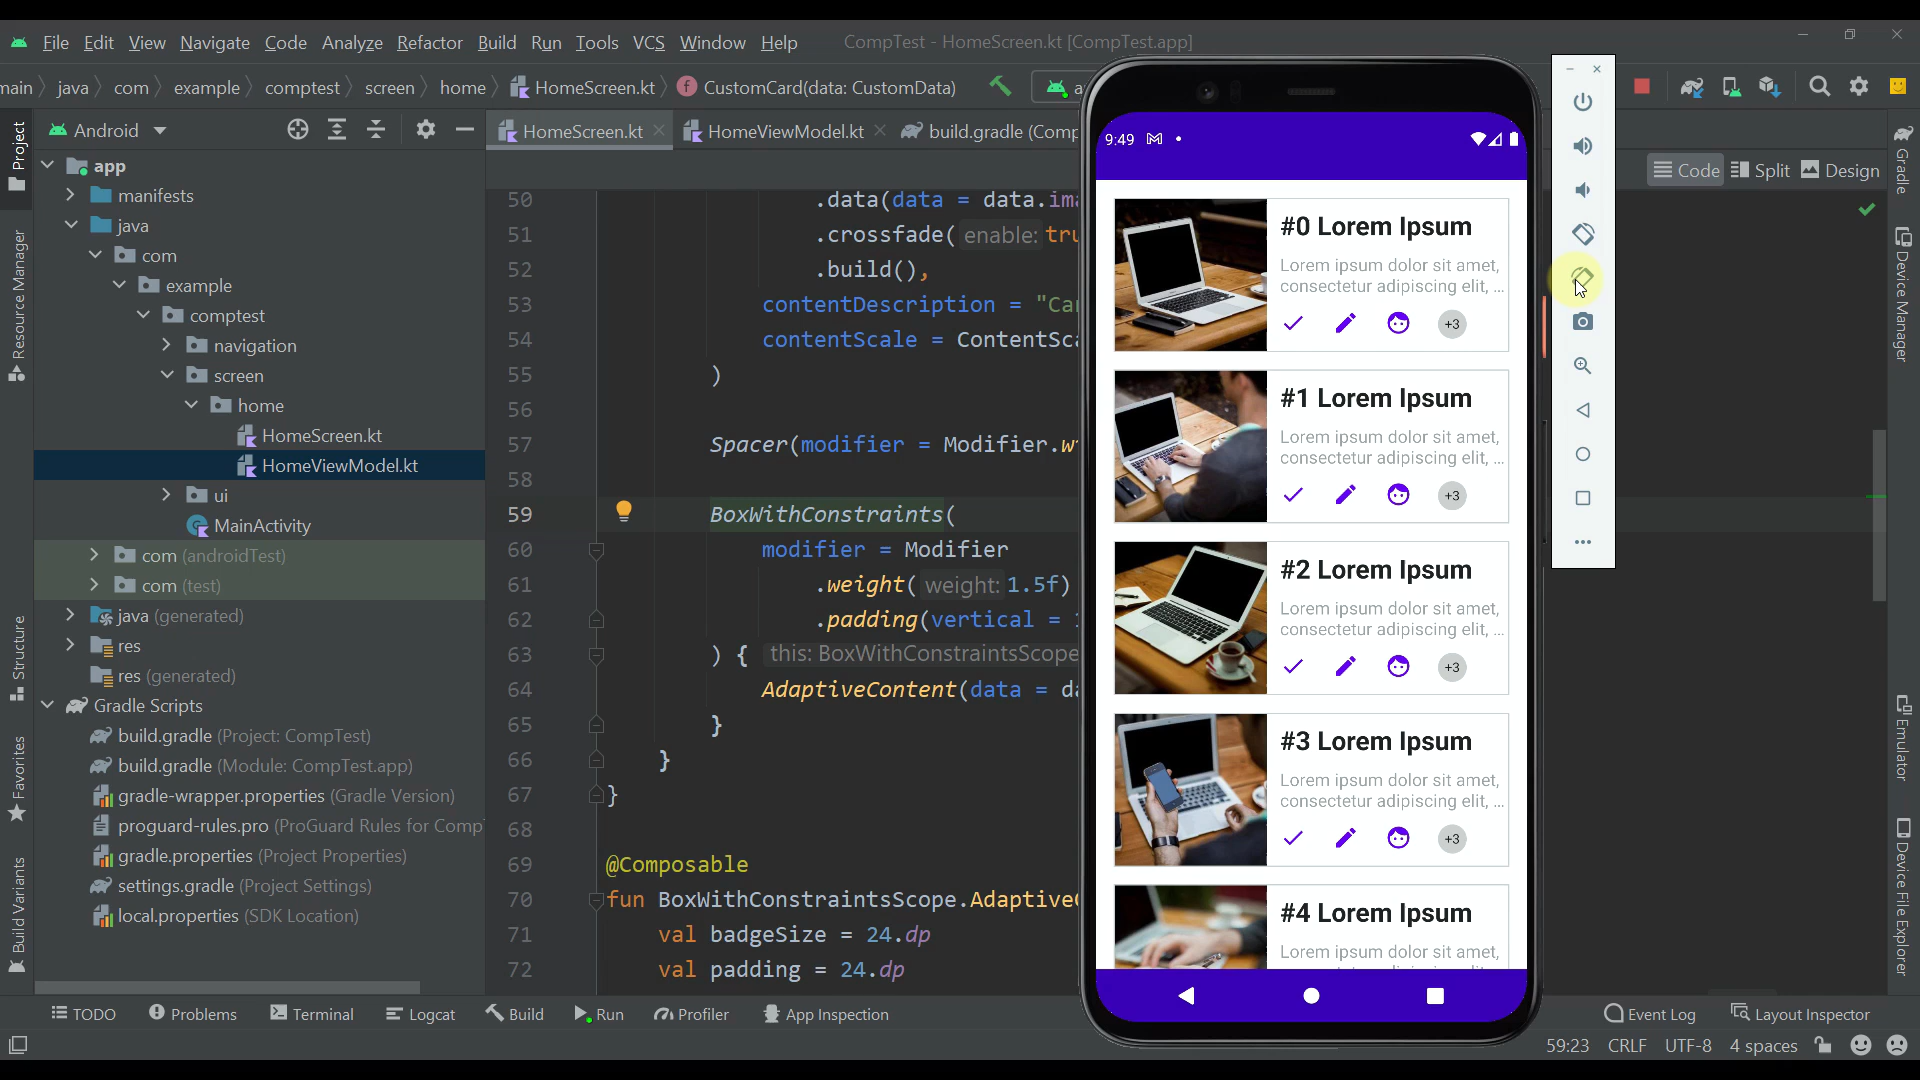 File Edit View Navigate Code Analyze Refactor Build Run Tools VCS Window Help CompTest - HomeScreen.kt [CompTest.app]
main java com example comptest screen home HomeScreen.kt CustomCard(data: CustomData)
Android
HomeScreen.kt HomeViewModel.kt build.gradle (Comp
Code Split Design
Project
Resource Manager
Structure
Favorites
Build Variants
app
manifests
java
com
example
comptest
navigation
screen
home
HomeScreen.kt
HomeViewModel.kt
ui
MainActivity
com (androidTest)
com (test)
java (generated)
res
res (generated)
Gradle Scripts
build.gradle (Project: CompTest)
build.gradle (Module: CompTest.app)
gradle-wrapper.properties (Gradle Version)
proguard-rules.pro (ProGuard Rules for Comp
gradle.properties (Project Properties)
settings.gradle (Project Settings)
local.properties (SDK Location)
50 .data(data = data.ima
51 .crossfade( enable: tru
52 .build(),
53 contentDescription = "Car
54 contentScale = ContentSca
55 )
56
57 Spacer(modifier = Modifier.w
58
59 BoxWithConstraints(
60 modifier = Modifier
61 .weight( weight: 1.5f)
62 .padding(vertical =
63 ) { this: BoxWithConstraintsScope
64 AdaptiveContent(data = da
65 }
66 }
67 }
68
69 @Composable
70 fun BoxWithConstraintsScope.AdaptiveC
71 val badgeSize = 24.dp
72 val padding = 24.dp
9:49
#0 Lorem Ipsum
Lorem ipsum dolor sit amet,
consectetur adipiscing elit, ...
+3
#1 Lorem Ipsum
Lorem ipsum dolor sit amet,
consectetur adipiscing elit, ...
+3
#2 Lorem Ipsum
Lorem ipsum dolor sit amet,
consectetur adipiscing elit, ...
+3
#3 Lorem Ipsum
Lorem ipsum dolor sit amet,
consectetur adipiscing elit, ...
+3
#4 Lorem Ipsum
Lorem ipsum dolor sit amet,
Gradle
Device Manager
Emulator
Device File Explorer
TODO Problems Terminal Logcat Build Run Profiler App Inspection Event Log Layout Inspector
59:23 CRLF UTF-8 4 spaces